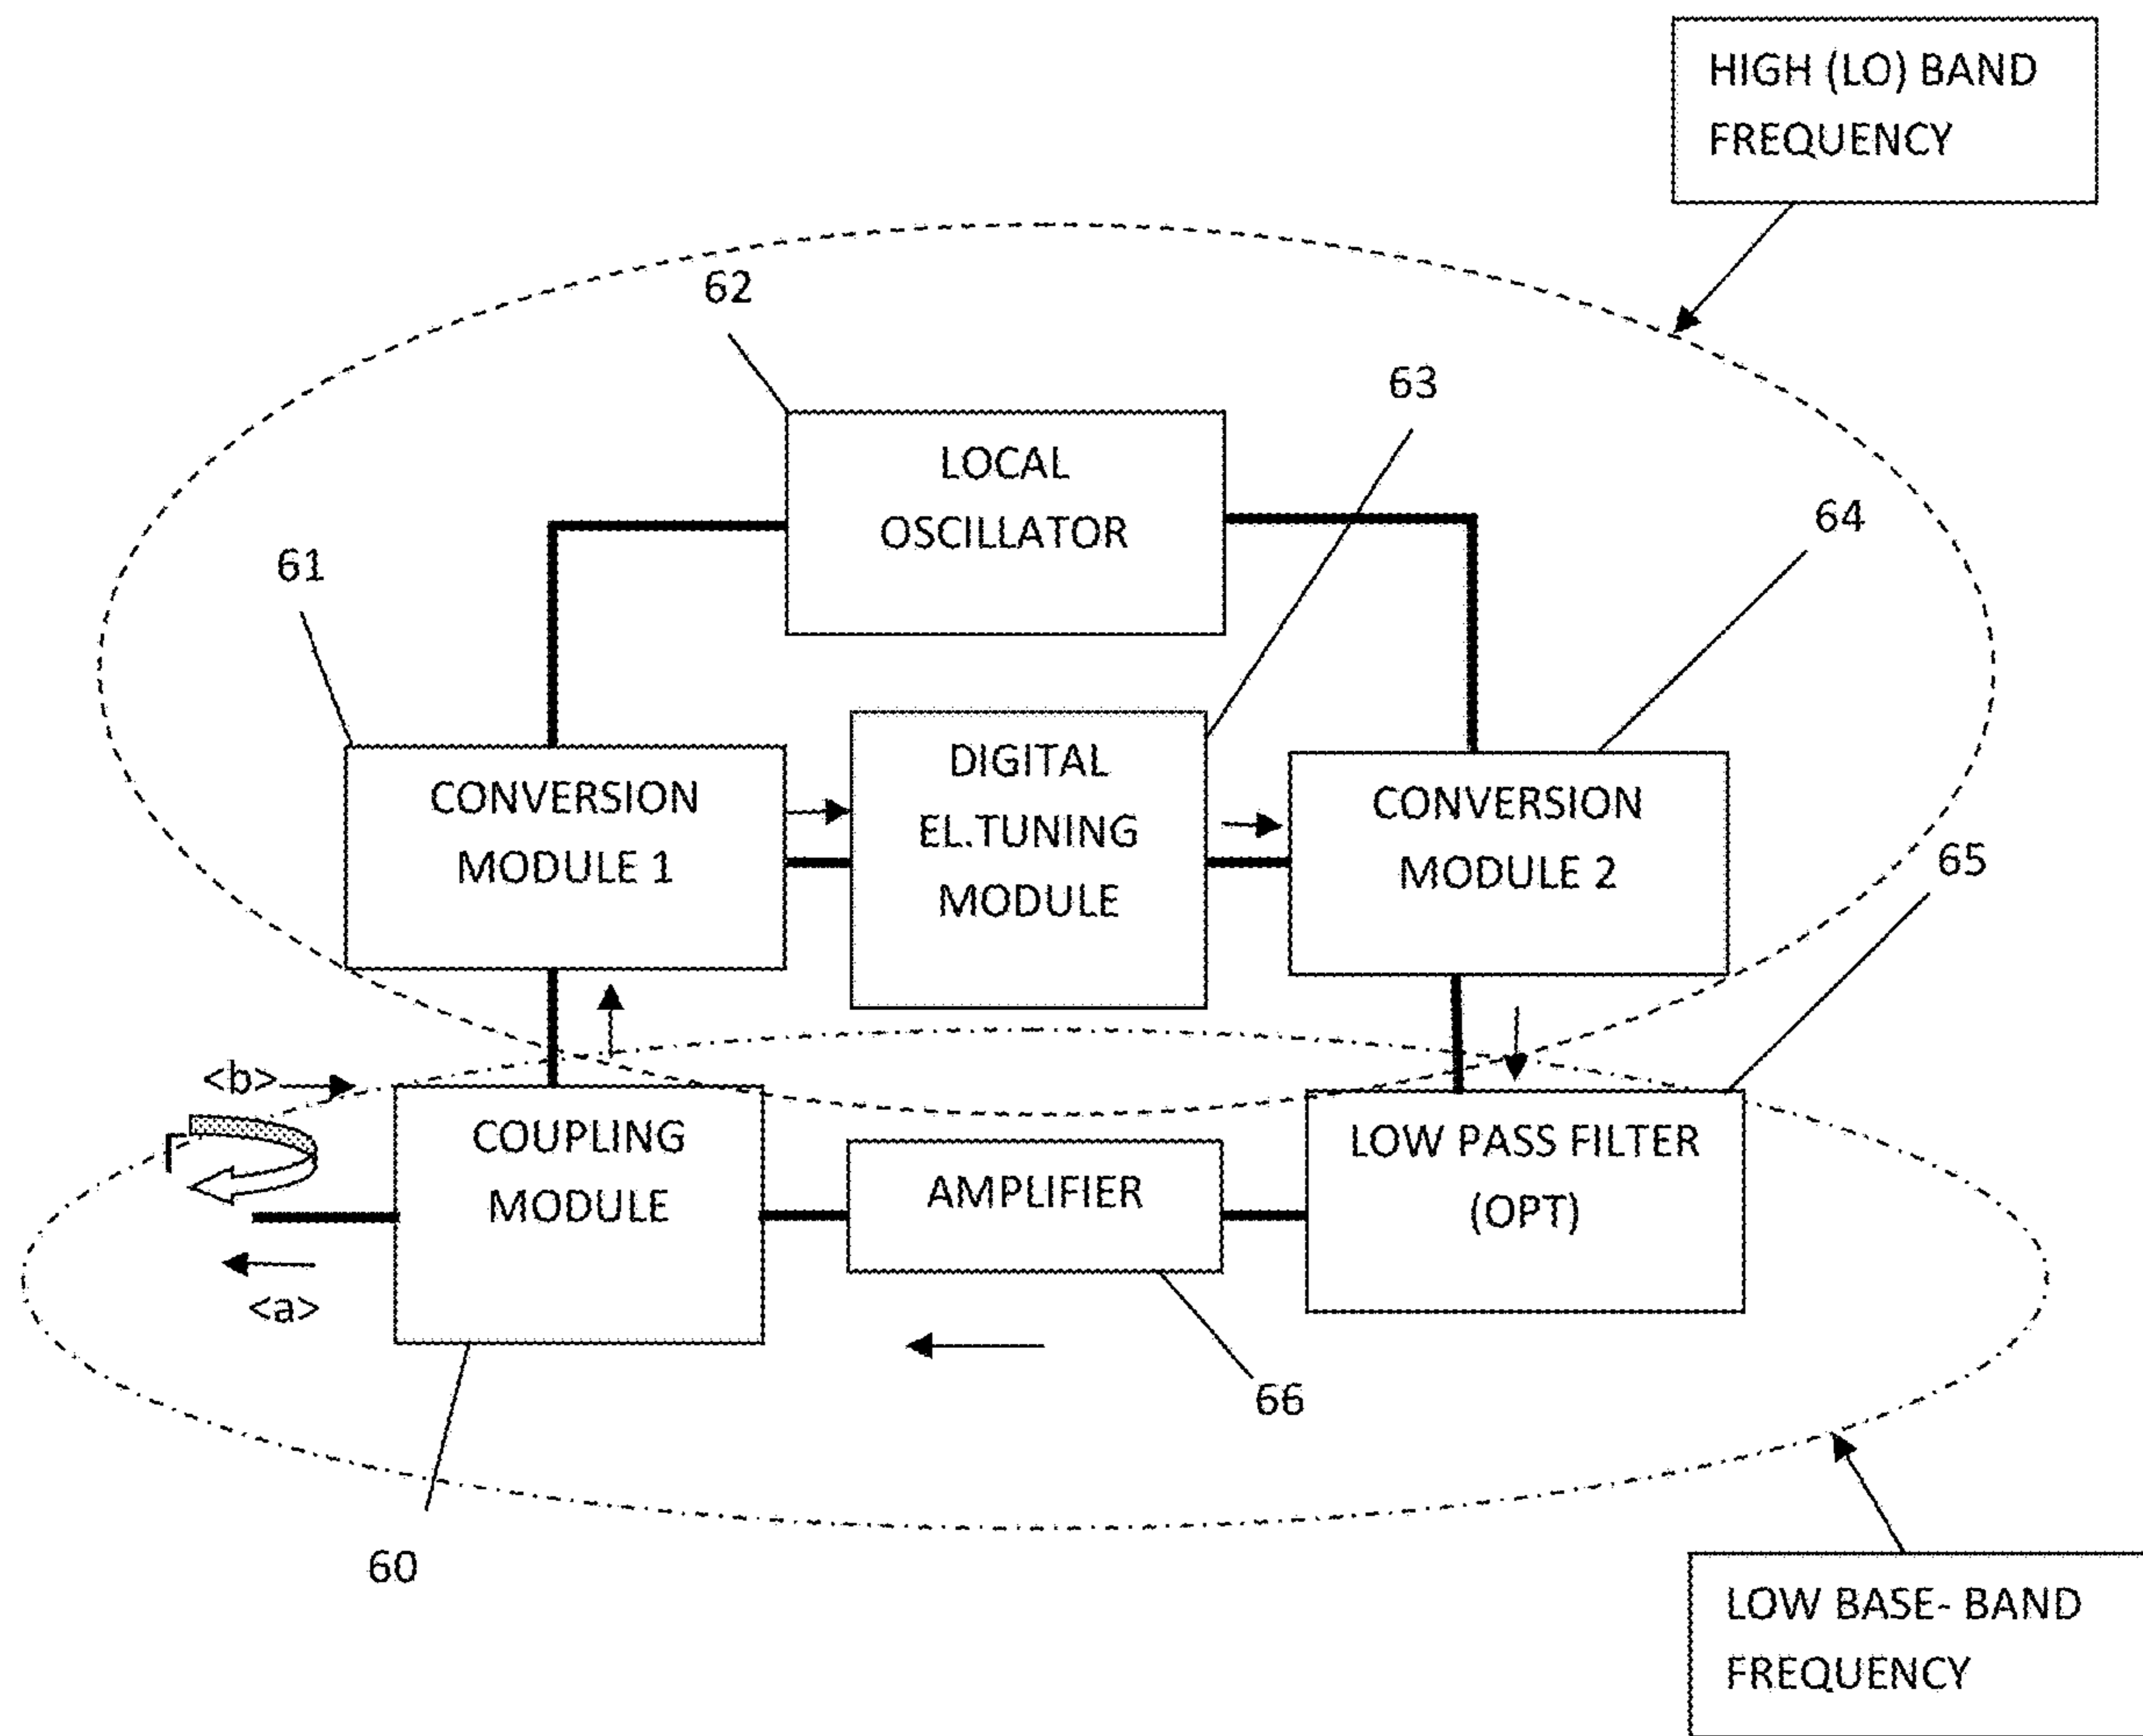 HIGH (LO) BAND
FREQUENCY
62
63
LOCAL
OSCILLATOR
64
61
DIGITAL
EL.TUNING
MODULE
CONVERSION
MODULE 1
CONVERSION
MODULE 2
65
<b>
Γ
COUPLING
MODULE
AMPLIFIER
LOW PASS FILTER
(OPT)
<a>
66
60
LOW BASE- BAND
FREQUENCY